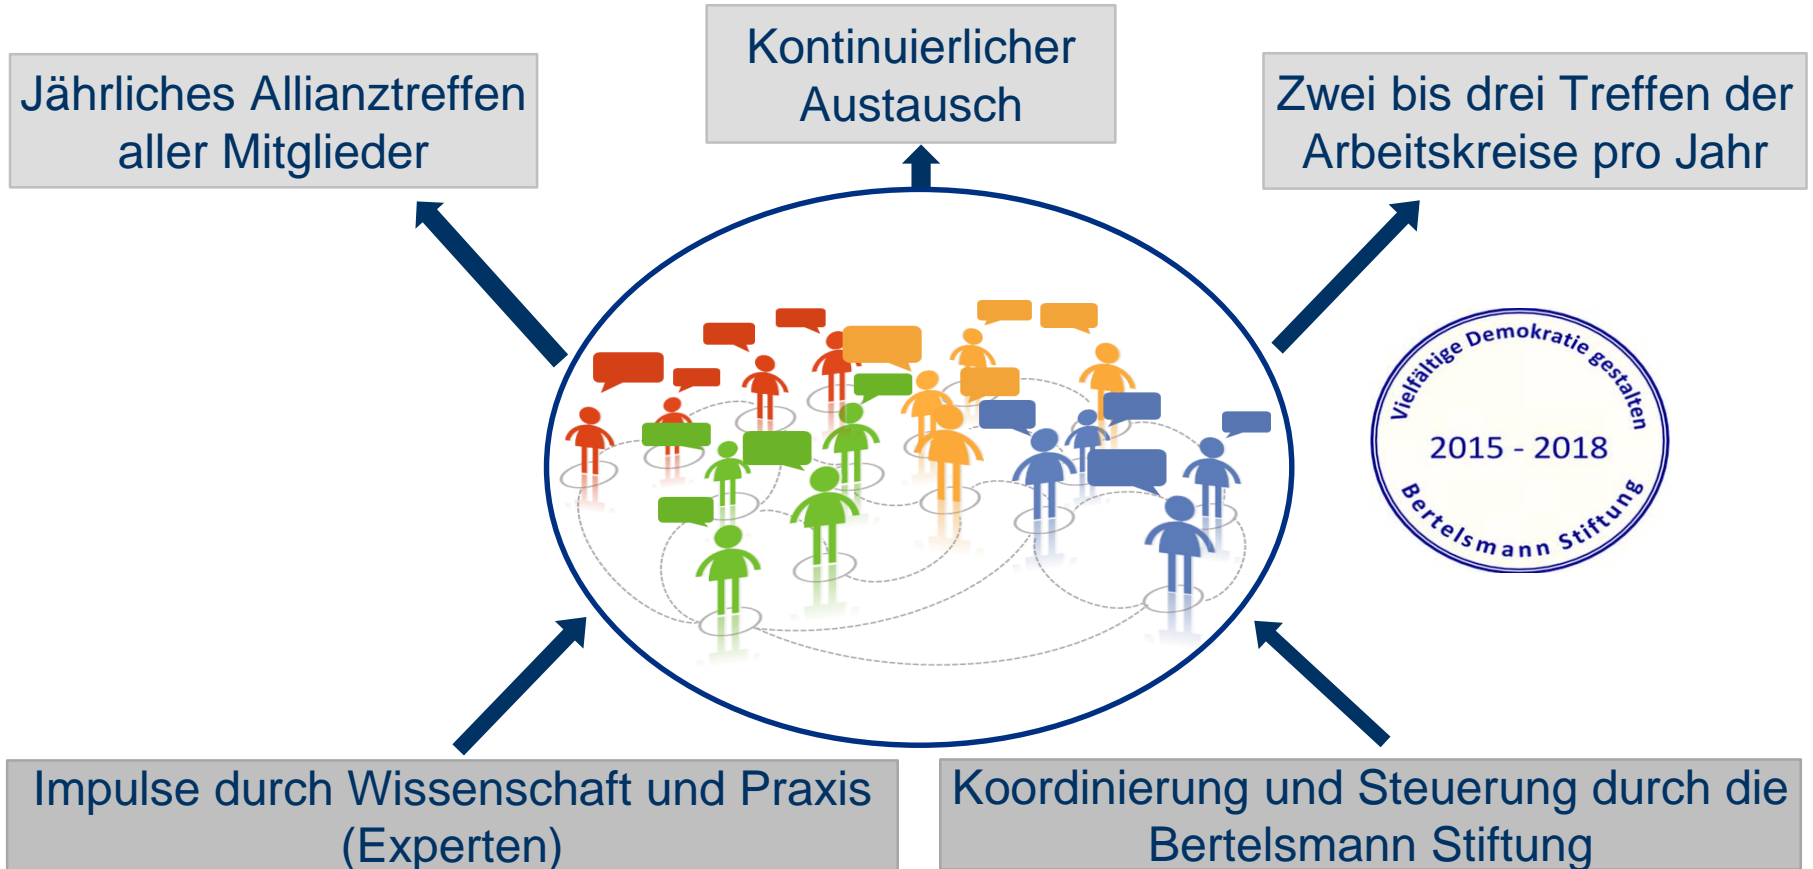 Kontinuierlicher
Austausch
Jährliches Allianztreffen
aller Mitglieder
Zwei bis drei Treffen der
Arbeitskreise pro Jahr
Vielfältige Demokratie gestalten
2015 - 2018
Bertelsmann Stiftung
Impulse durch Wissenschaft und Praxis
(Experten)
Koordinierung und Steuerung durch die
Bertelsmann Stiftung